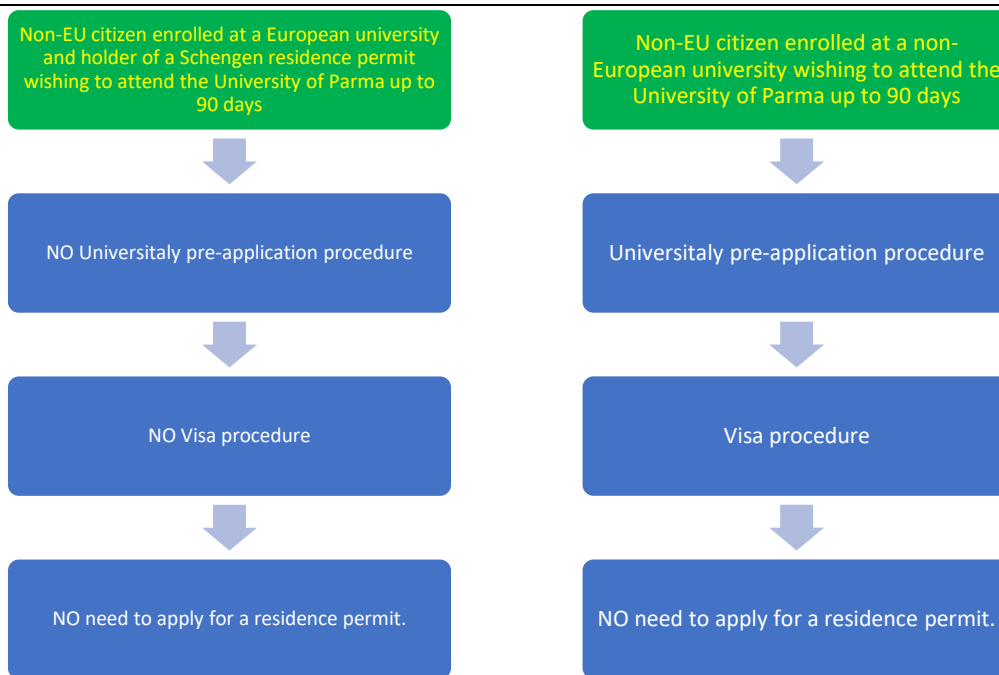 Non-EU citizen enrolled at a European university
and holder of a Schengen residence permit
wishing to attend the University of Parma up to
90 days
NO Universitaly pre-application procedure
NO Visa procedure
NO need to apply for a residence permit.
Non-EU citizen enrolled at a non-
European university wishing to attend the
University of Parma up to 90 days
Universitaly pre-application procedure
Visa procedure
NO need to apply for a residence permit.